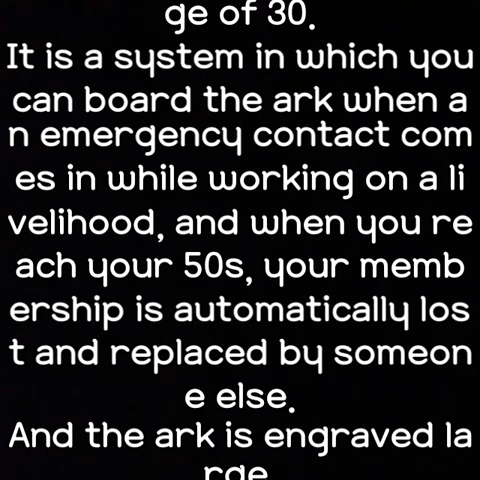 ge of 30.
It is a system in which you
can board the ark when a
n emergency contact com
es in while working on a li
velihood, and when you re
ach your 50s, your memb
ership is automatically los
t and replaced by someon
e else.
And the ark is engraved la
rge